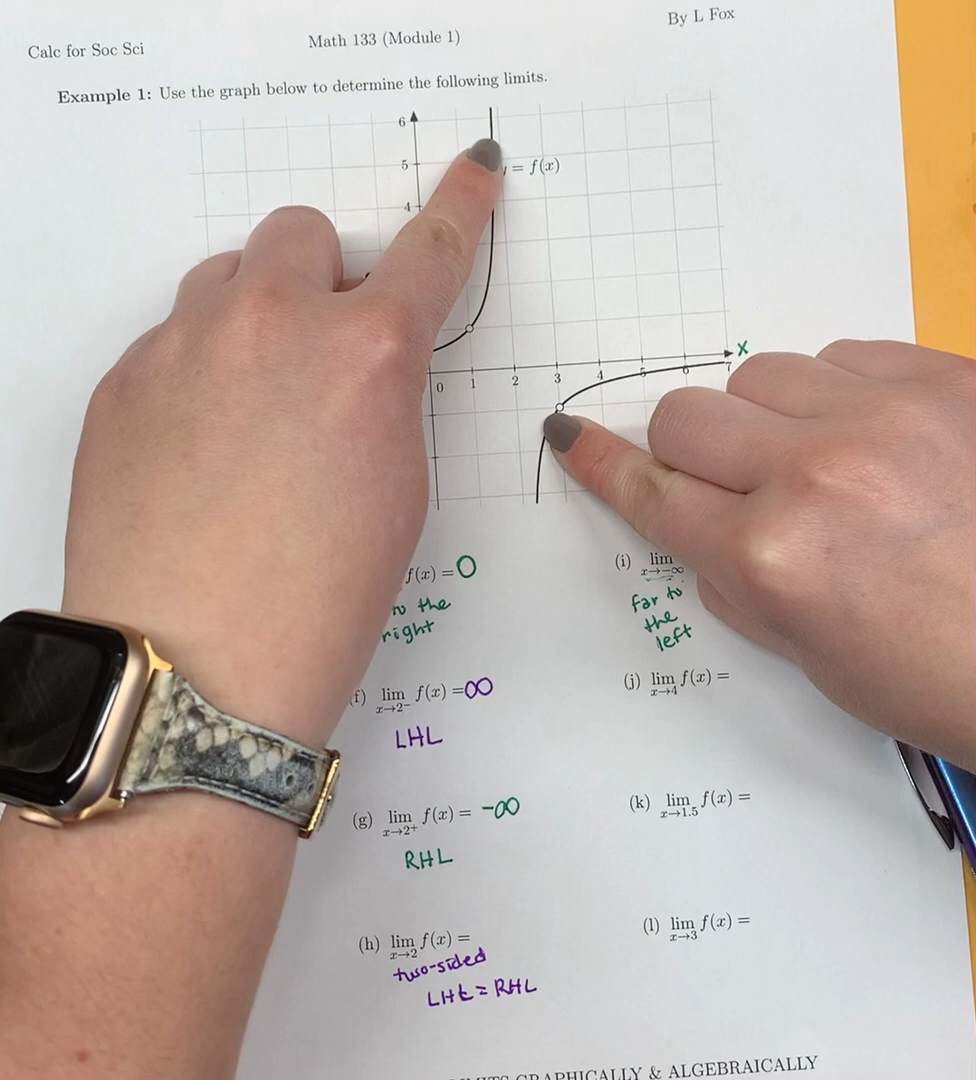 Calc for Soc Sci
Math 133 (Module 1)
By L Fox
Example 1: Use the graph below to determine the following limits.
6
5
= f(x)
4
x
0 1 2 3 4 5 6 7
f(x) = 0
the
right
(i) lim x→−∞
far to
the
left
f) lim x→2− f(x) = ∞
LHL
(j) lim x→4 f(x) =
(g) lim x→2+ f(x) = -∞
RHL
(k) lim x→1.5 f(x) =
(h) lim x→2 f(x) =
two-sided
LHL = RHL
(l) lim x→3 f(x) =
GRAPHICALLY & ALGEBRAICALLY